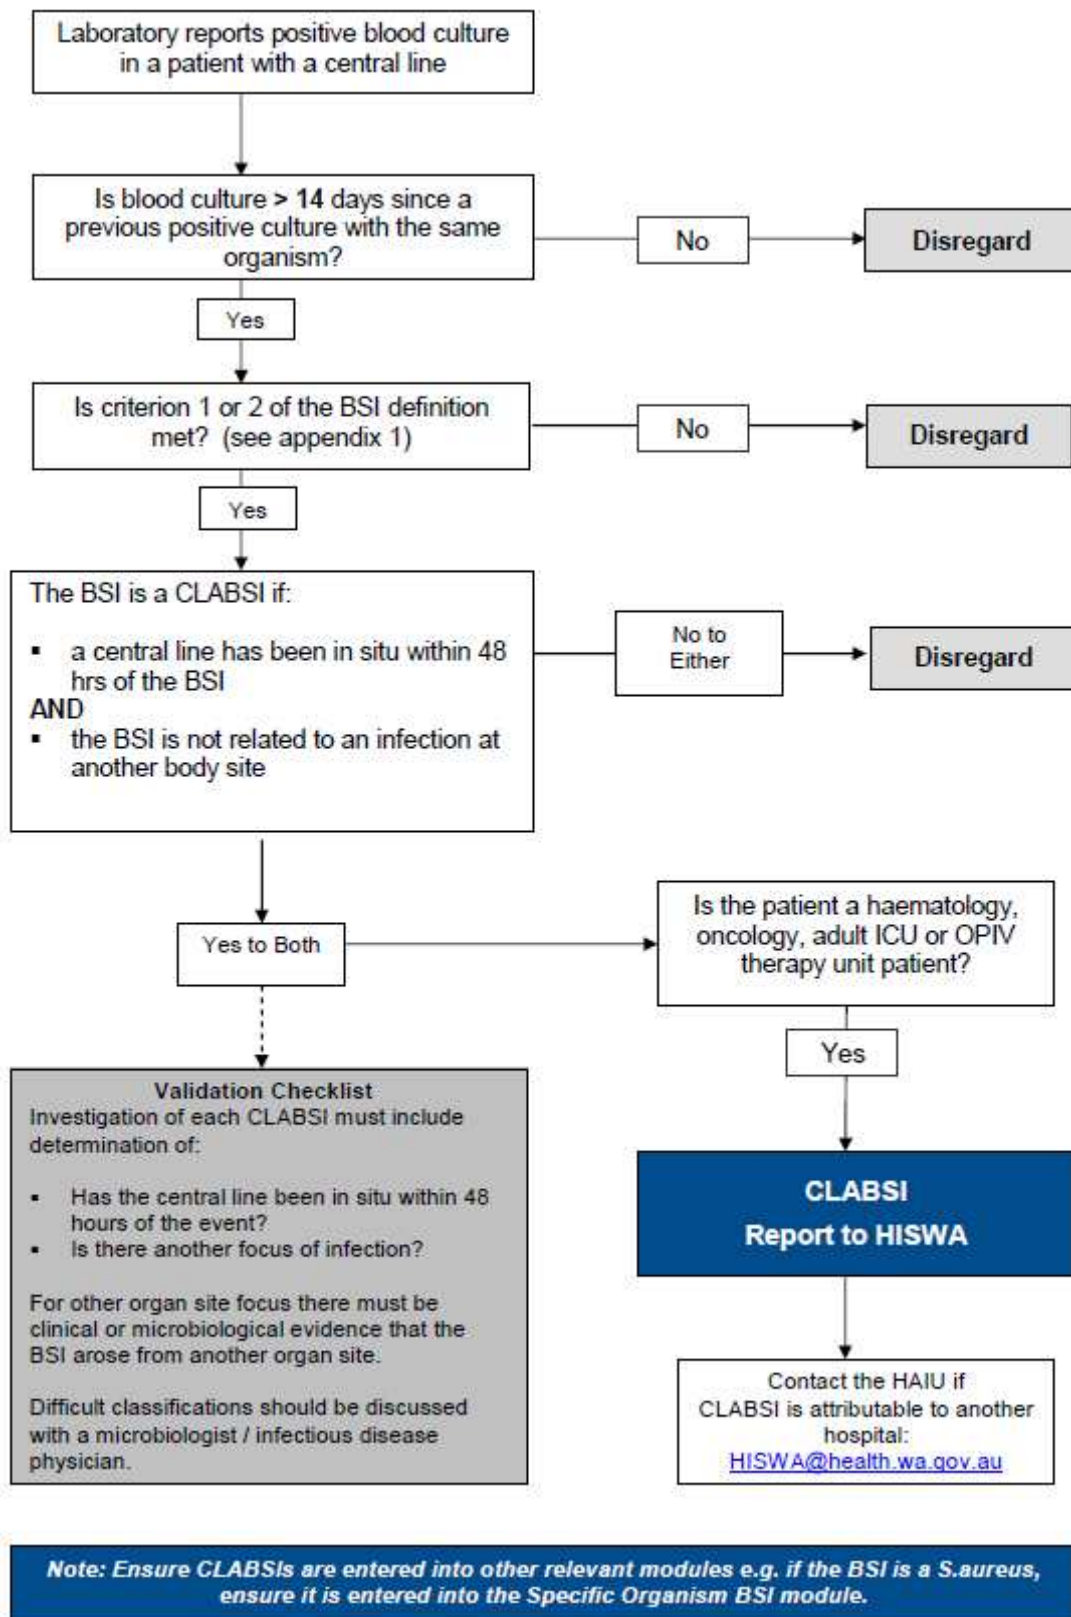 Laboratory reports positive blood culture
in a patient with a central line
Is blood culture > 14 days since a
previous positive culture with the same
organism?
No
Disregard
Yes
Is criterion 1 or 2 of the BSI definition
met? (see appendix 1)
No
Disregard
Yes
The BSI is a CLABSI if:
▪ a central line has been in situ within 48
hrs of the BSI
AND
▪ the BSI is not related to an infection at
another body site
No to
Either
Disregard
Yes to Both
Is the patient a haematology,
oncology, adult ICU or OPIV
therapy unit patient?
Yes
Validation Checklist
Investigation of each CLABSI must include
determination of:
▪ Has the central line been in situ within 48
hours of the event?
▪ Is there another focus of infection?
For other organ site focus there must be
clinical or microbiological evidence that the
BSI arose from another organ site.
Difficult classifications should be discussed
with a microbiologist / infectious disease
physician.
CLABSI
Report to HISWA
Contact the HAIU if
CLABSI is attributable to another
hospital:
HISWA@health.wa.gov.au
Note: Ensure CLABSIs are entered into other relevant modules e.g. if the BSI is a S.aureus,
ensure it is entered into the Specific Organism BSI module.